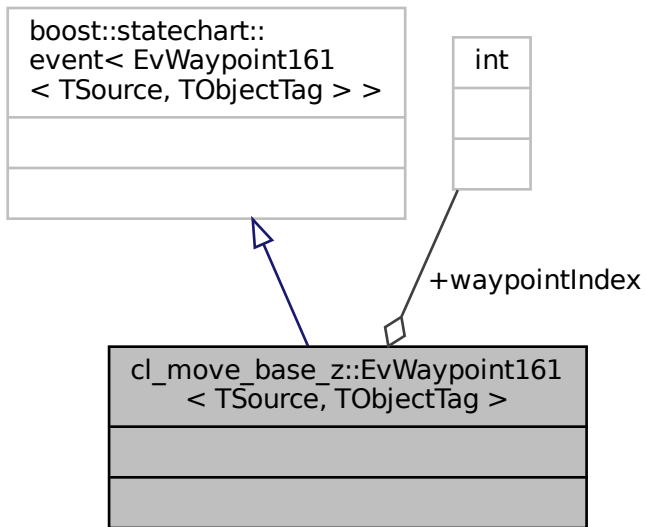 boost::statechart::
event< EvWaypoint161
< TSource, TObjectTag > >
int
+waypointIndex
cl_move_base_z::EvWaypoint161
< TSource, TObjectTag >